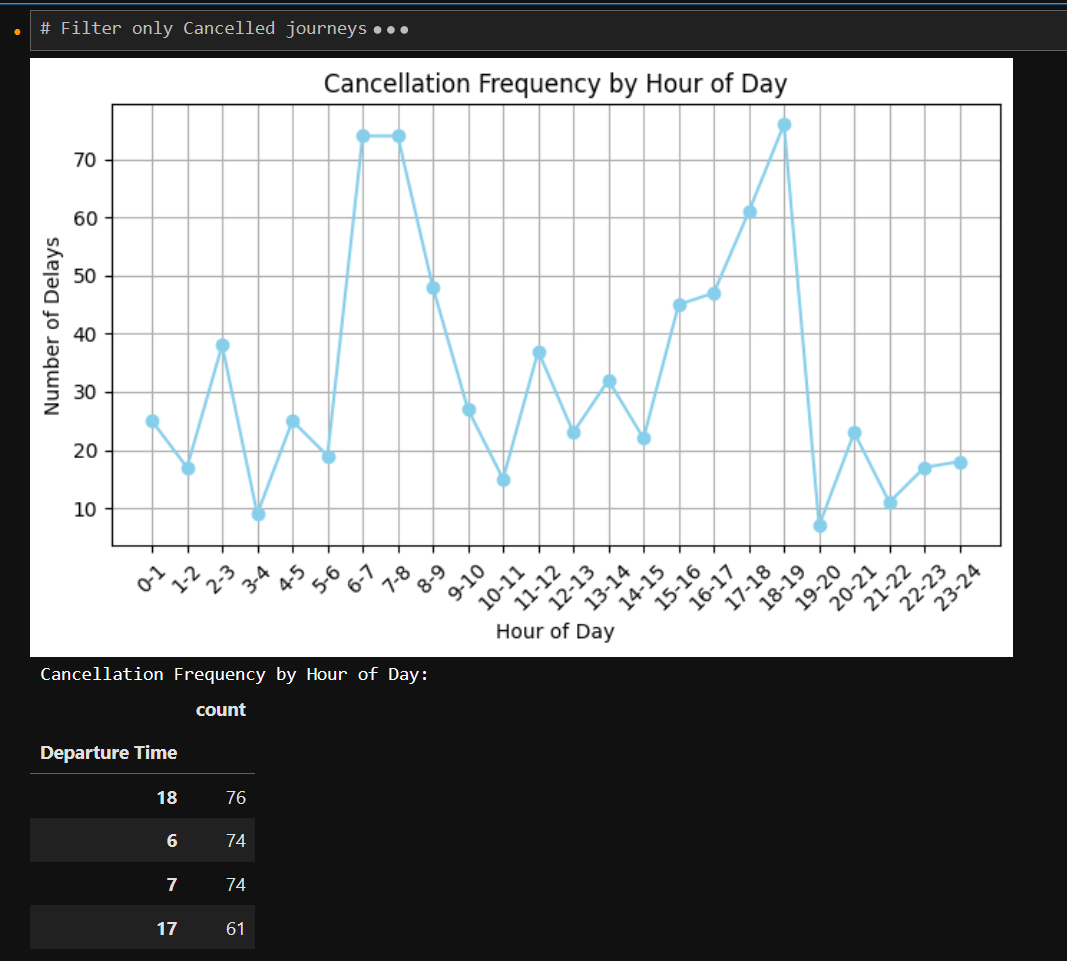 # Filter only Cancelled journeys •••
Cancellation Frequency by Hour of Day
Number of Delays
70
60
50
40
30
20
10
0-1 1-2 2-3 3-4 4-5 5-6 6-7 7-8 8-9 9-10 10-11 11-12 12-13 13-14 14-15 15-16 16-17 17-18 18-19 19-20 20-21 21-22 22-23 23-24
Hour of Day
Cancellation Frequency by Hour of Day:
count
Departure Time
18 76
6 74
7 74
17 61